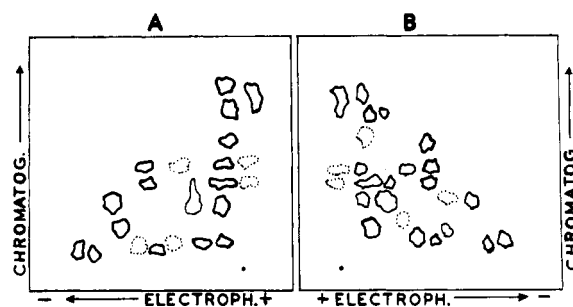 A
B
CHROMATOG.
CHROMATOG.
- ELECTROPH. +
+ ELECTROPH. -